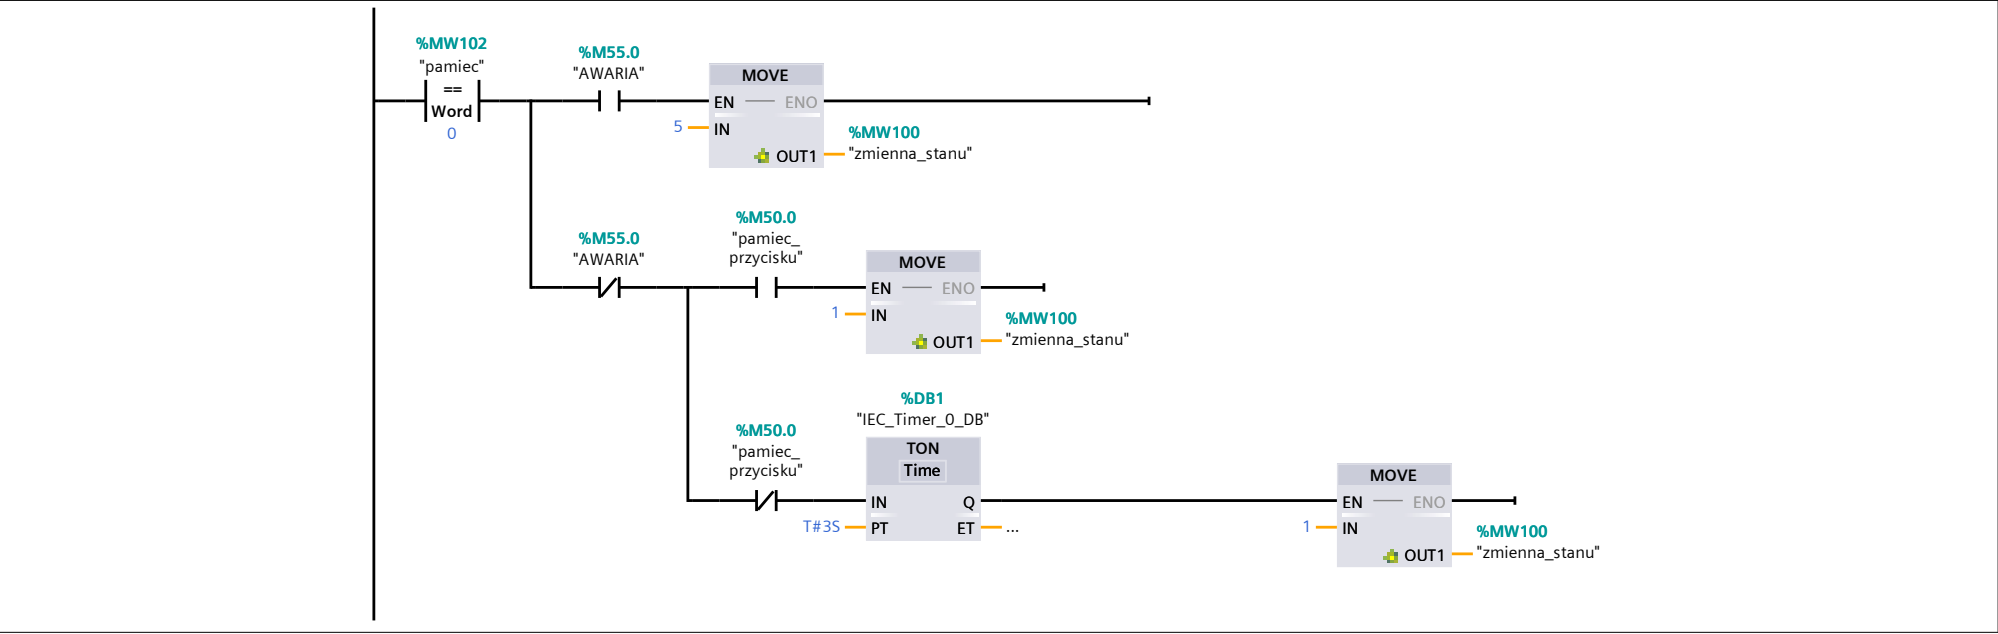 %MW102
"pamiec"
==
Word
0
%M55.0
"AWARIA"
MOVE
EN
ENO
5
IN
OUT1
%MW100
"zmienna_stanu"
%M55.0
"AWARIA"
%M50.0
"pamiec_
przycisku"
MOVE
EN
ENO
1
IN
OUT1
%MW100
"zmienna_stanu"
%M50.0
"pamiec_
przycisku"
%DB1
"IEC_Timer_0_DB"
TON
Time
IN
Q
T#3S
PT
ET
...
MOVE
EN
ENO
1
IN
OUT1
%MW100
"zmienna_stanu"